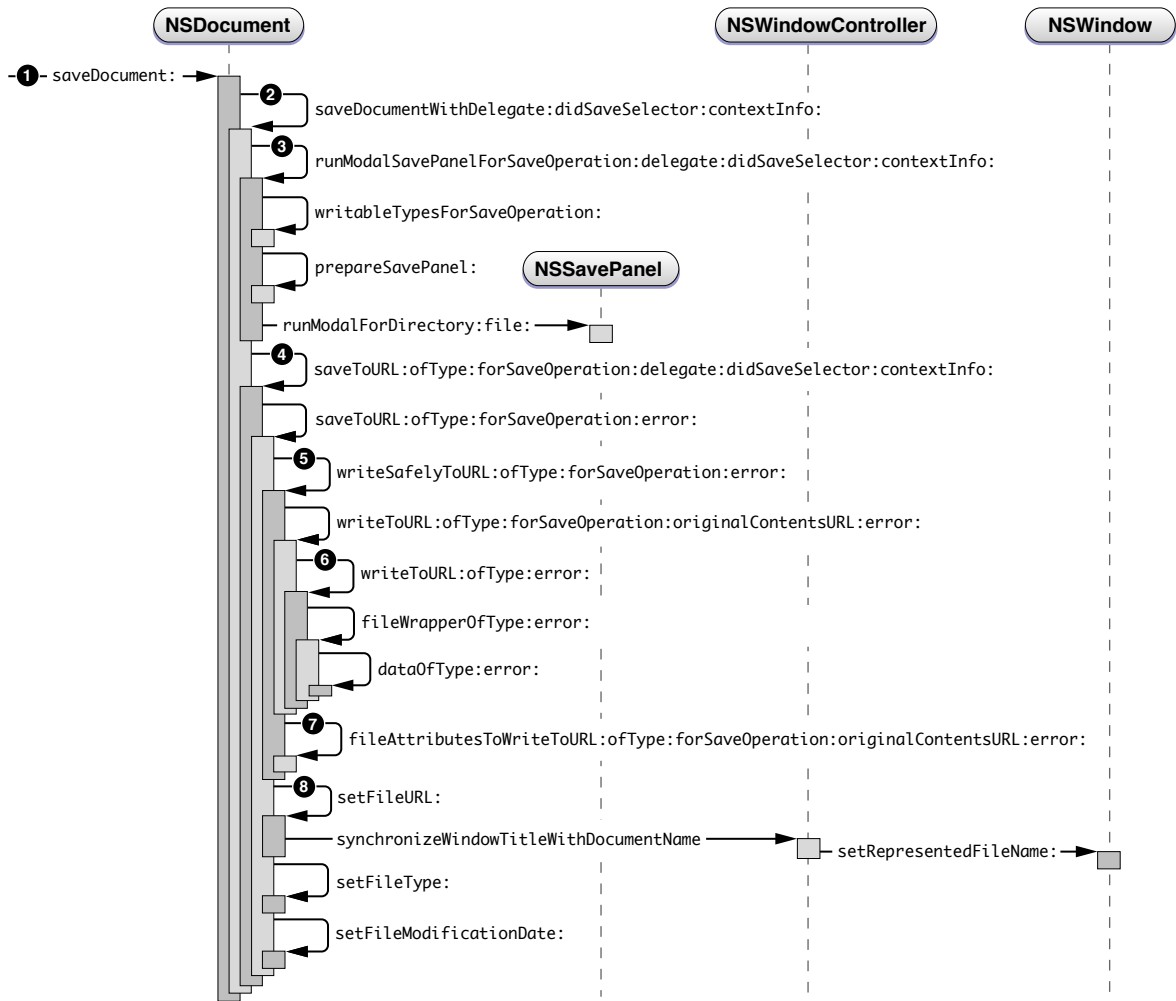 NSDocument NSWindowController NSWindow
1 saveDocument:
2
saveDocumentWithDelegate:didSaveSelector:contextInfo:
3
runModalSavePanelForSaveOperation:delegate:didSaveSelector:contextInfo:
writableTypesForSaveOperation:
prepareSavePanel: NSSavePanel
runModalForDirectory:file:
4
saveToURL:ofType:forSaveOperation:delegate:didSaveSelector:contextInfo:
saveToURL:ofType:forSaveOperation:error:
5
writeSafelyToURL:ofType:forSaveOperation:error:
writeToURL:ofType:forSaveOperation:originalContentsURL:error:
6
writeToURL:ofType:error:
fileWrapperOfType:error:
dataOfType:error:
7
fileAttributesToWriteToURL:ofType:forSaveOperation:originalContentsURL:error:
8
setFileURL:
synchronizeWindowTitleWithDocumentName
setRepresentedFileName:
setFileType:
setFileModificationDate: